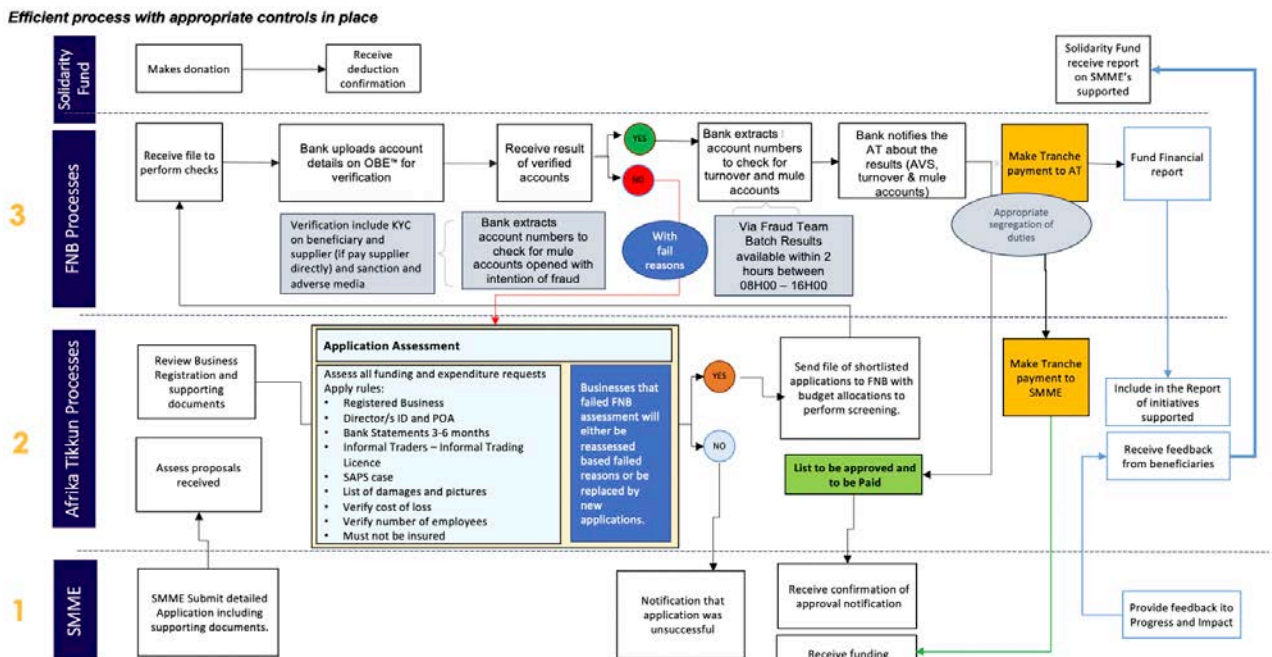 Efficient process with appropriate controls in place
Solidarity
Fund
Makes donation
Receive
deduction
confirmation
Solidarity Fund
receive report
on SMME's
supported
3
FNB Processes
Receive file to
perform checks
Bank uploads account
details on OBE™ for
verification
Receive result
of verified
accounts
YES
NO
Bank extracts
account numbers
to check for
turnover and mule
accounts
Bank notifies the
AT about the
results (AVS,
turnover & mule
accounts)
Make Tranche
payment to AT
Fund Financial
report
Verification include KYC
on beneficiary and
supplier (if pay supplier
directly) and sanction and
adverse media
Bank extracts
account numbers to
check for mule
accounts opened with
intention of fraud
With
fail
reasons
Via Fraud Team
Batch Results
available within 2
hours between
08H00 – 16H00
Appropriate
segregation of
duties
2
Afrika Tikkun Processes
Review Business
Registration and
supporting
documents
Assess proposals
received
Application Assessment
Assess all funding and expenditure requests
Apply rules:
• Registered Business
• Director/s ID and POA
• Bank Statements 3-6 months
• Informal Traders – Informal Trading
Licence
• SAPS case
• List of damages and pictures
• Verify cost of loss
• Verify number of employees
• Must not be insured
Businesses that
failed FNB
assessment will
either be
reassessed
based failed
reasons or be
replaced by
new
applications.
YES
NO
Send file of shortlisted
applications to FNB with
budget allocations to
perform screening.
List to be approved and
to be Paid
Make Tranche
payment to
SMME
Include in the Report
of initiatives
supported
Receive feedback
from beneficiaries
1
SMME
SMME Submit detailed
Application including
supporting documents.
Notification that
application was
unsuccessful
Receive confirmation of
approval notification
Receive funding
Provide feedback ito
Progress and Impact